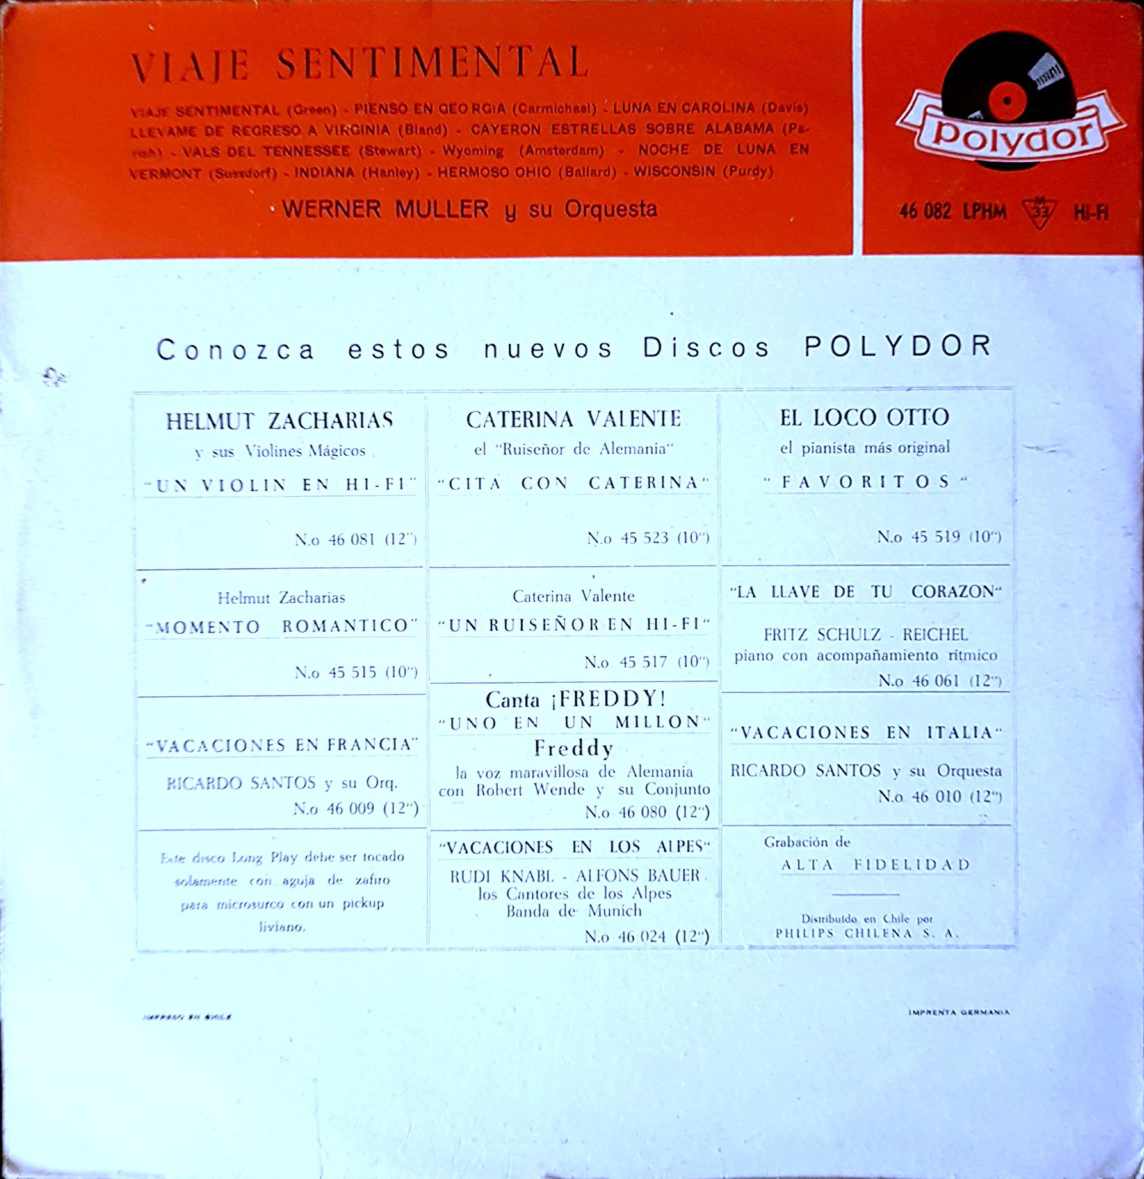 VIAJE SENTIMENTAL
VIAJE SENTIMENTAL (Green) - PIENSO EN GEORGIA (Carmichael) - LUNA EN CAROLINA (Davis)
LLEVAME DE REGRESO A VIRGINIA (Bland) - CAYERON ESTRELLAS SOBRE ALABAMA (Pa-
rish) - VALS DEL TENNESSEE (Stewart) - Wyoming (Amsterdam) - NOCHE DE LUNA EN
VERMONT (Suesdorf) - INDIANA (Hanley) - HERMOSO OHIO (Ballard) - WISCONSIN (Purdy)
WERNER MULLER y su Orquesta
polydor
46 082 LPHM
33
Hi-Fi
Conozca estos nuevos Discos POLYDOR
HELMUT ZACHARIAS
y sus Violines Mágicos
"UN VIOLIN EN HI-FI"
N.o 46 081 (12")
CATERINA VALENTE
el "Ruiseñor de Alemania"
"CITA CON CATERINA"
N.o 45 523 (10")
EL LOCO OTTO
el pianista más original
"FAVORITOS"
N.o 45 519 (10")
Helmut Zacharias
"MOMENTO ROMANTICO"
N.o 45 515 (10")
Caterina Valente
"UN RUISEÑOR EN HI-FI"
N.o 45 517 (10")
"LA LLAVE DE TU CORAZON"
FRITZ SCHULZ - REICHEL
piano con acompañamiento rítmico
N.o 46 061 (12")
"VACACIONES EN FRANCIA"
RICARDO SANTOS y su Orq.
N.o 46 009 (12")
Canta ¡FREDDY!
"UNO EN UN MILLON"
Freddy
la voz maravillosa de Alemania
con Robert Wende y su Conjunto
N.o 46 080 (12")
"VACACIONES EN ITALIA"
RICARDO SANTOS y su Orquesta
N.o 46 010 (12")
Este disco Long Play debe ser tocado
solamente con aguja de zafiro
para microsurco con un pickup
liviano.
"VACACIONES EN LOS ALPES"
RUDI KNABL - ALFONS BAUER
los Cantores de los Alpes
Banda de Munich
N.o 46 024 (12")
Grabación de
ALTA FIDELIDAD
Distribuído en Chile por
PHILIPS CHILENA S. A.
IMPRESO EN CHILE
IMPRENTA GERMANIA